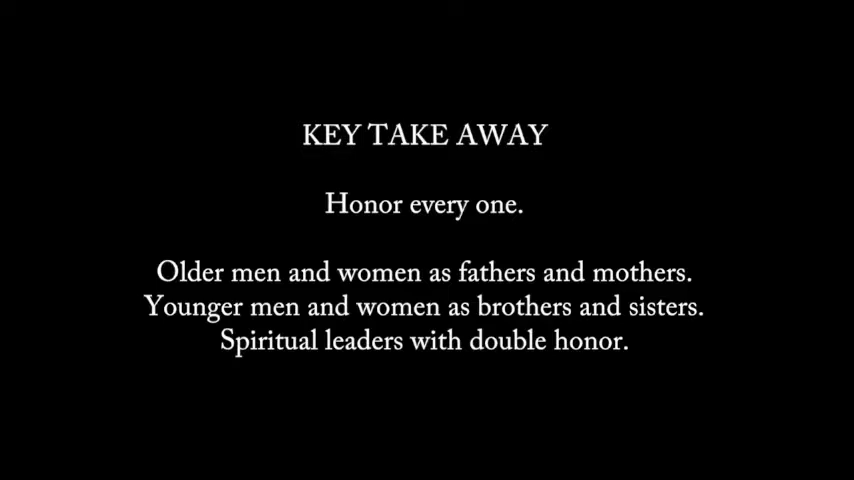 KEY TAKE AWAY
Honor every one.
Older men and women as fathers and mothers.
Younger men and women as brothers and sisters.
Spiritual leaders with double honor.